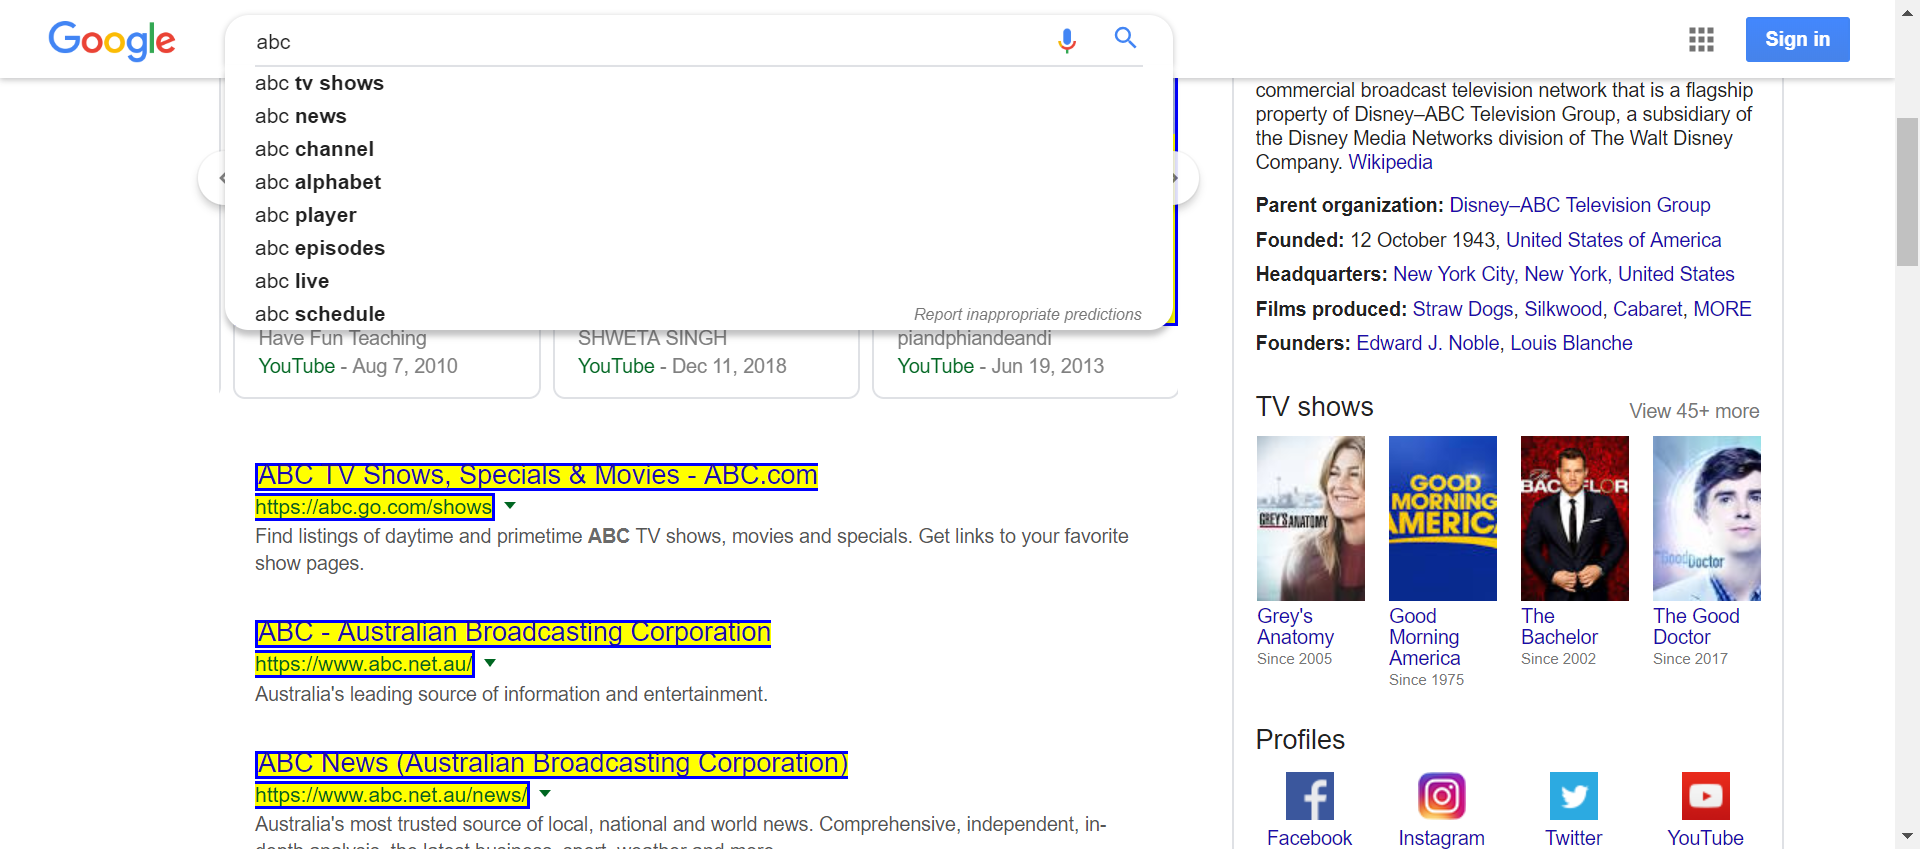 Google
abc
Sign in
abc tv shows
abc news
abc channel
abc alphabet
abc player
abc episodes
abc live
abc schedule
Report inappropriate predictions
Have Fun Teaching
YouTube - Aug 7, 2010
SHWETA SINGH
YouTube - Dec 11, 2018
piandphiandeandi
YouTube - Jun 19, 2013
ABC TV Shows, Specials & Movies - ABC.com
https://abc.go.com/shows
Find listings of daytime and primetime ABC TV shows, movies and specials. Get links to your favorite
show pages.
ABC - Australian Broadcasting Corporation
https://www.abc.net.au/
Australia's leading source of information and entertainment.
ABC News (Australian Broadcasting Corporation)
https://www.abc.net.au/news/
Australia's most trusted source of local, national and world news. Comprehensive, independent, in-
depth analysis, the latest business, sport, weather and more.
commercial broadcast television network that is a flagship
property of Disney–ABC Television Group, a subsidiary of
the Disney Media Networks division of The Walt Disney
Company. Wikipedia
Parent organization: Disney–ABC Television Group
Founded: 12 October 1943, United States of America
Headquarters: New York City, New York, United States
Films produced: Straw Dogs, Silkwood, Cabaret, MORE
Founders: Edward J. Noble, Louis Blanche
TV shows
View 45+ more
GREY'S ANATOMY
GOOD
MORNING
AMERICA
The
BACHELOR
the GoodDoctor
Grey's
Anatomy
Since 2005
Good
Morning
America
Since 1975
The
Bachelor
Since 2002
The Good
Doctor
Since 2017
Profiles
Facebook
Instagram
Twitter
YouTube